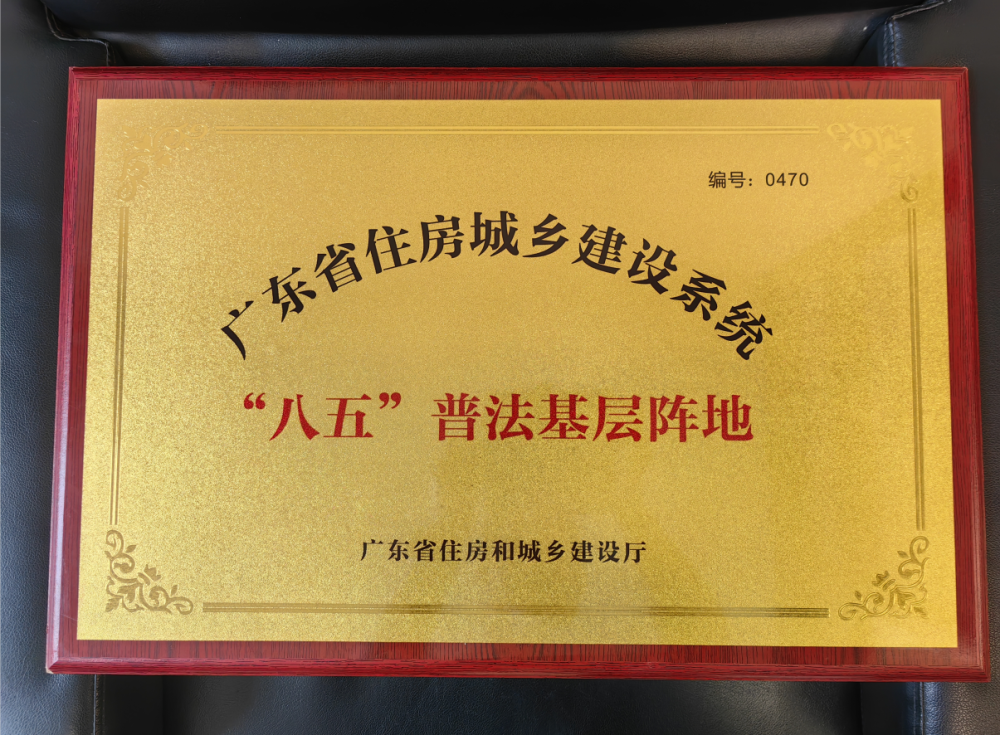 编号：0470
广东省住房城乡建设系统
“八五”普法基层阵地
广东省住房和城乡建设厅